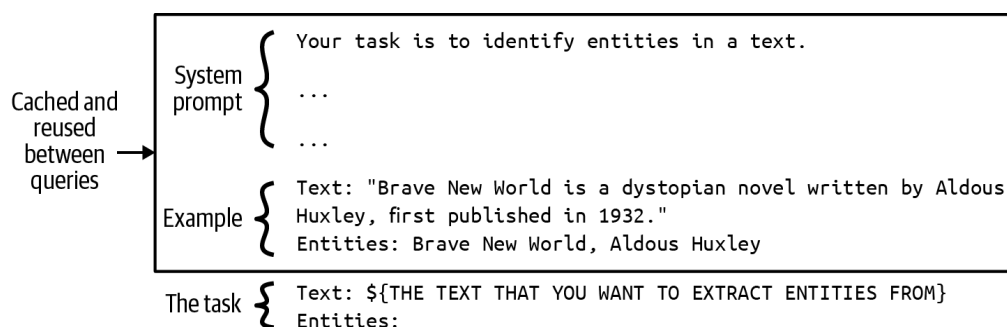 Your task is to identify entities in a text.
System
prompt
...
...
Cached and
reused
between
queries
Example
Text: "Brave New World is a dystopian novel written by Aldous
Huxley, first published in 1932."
Entities: Brave New World, Aldous Huxley
The task
Text: ${THE TEXT THAT YOU WANT TO EXTRACT ENTITIES FROM}
Entities: